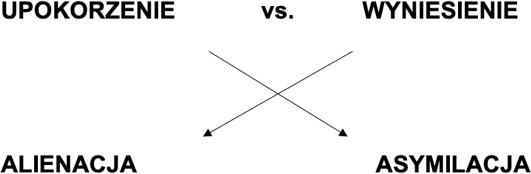 UPOKORZENIE vs. WYNIESIENIE
ALIENACJA ASYMILACJA